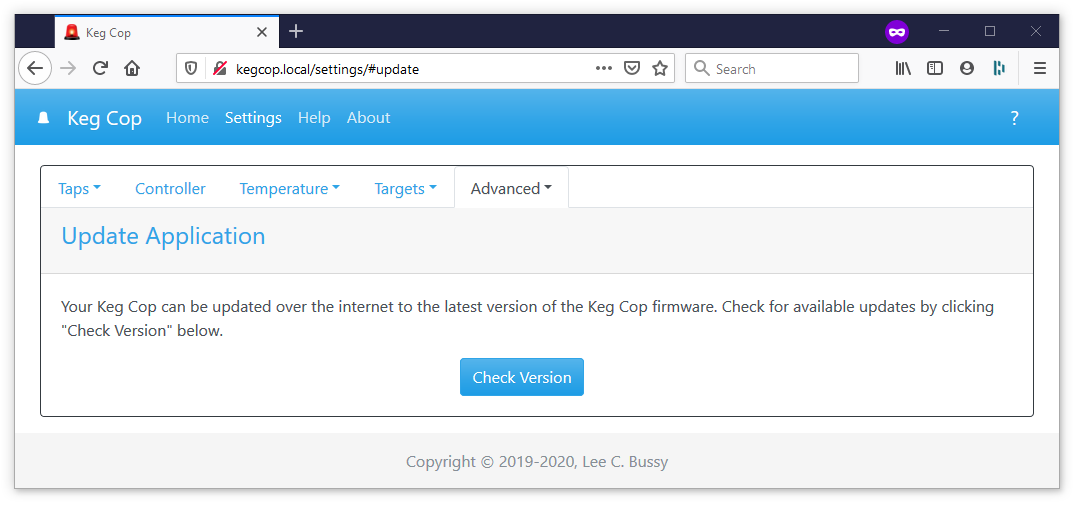 Keg Cop
kegcop.local/settings/#update
Search
Keg Cop Home Settings Help About ?
Taps Controller Temperature Targets Advanced
Update Application
Your Keg Cop can be updated over the internet to the latest version of the Keg Cop firmware. Check for available updates by clicking
"Check Version" below.
Check Version
Copyright © 2019-2020, Lee C. Bussy